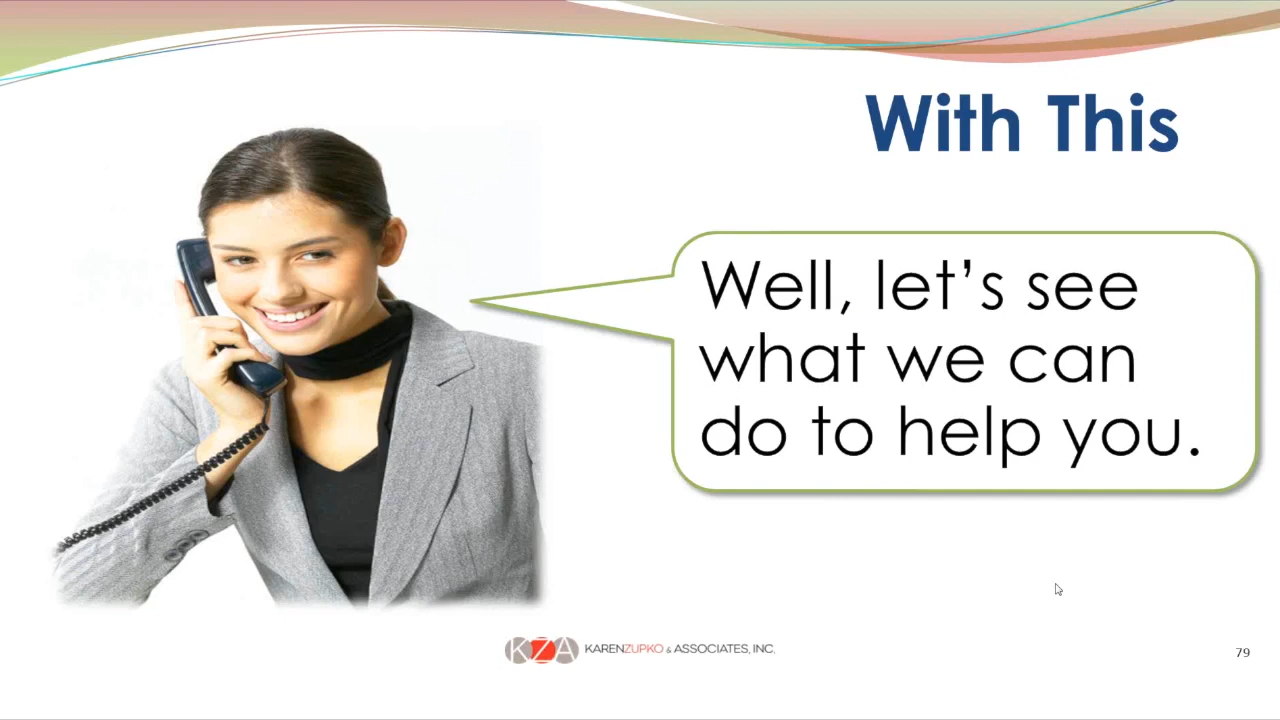 With This
Well, let’s see
what we can
do to help you.
KZA KARENZUPKO & ASSOCIATES, INC.
79